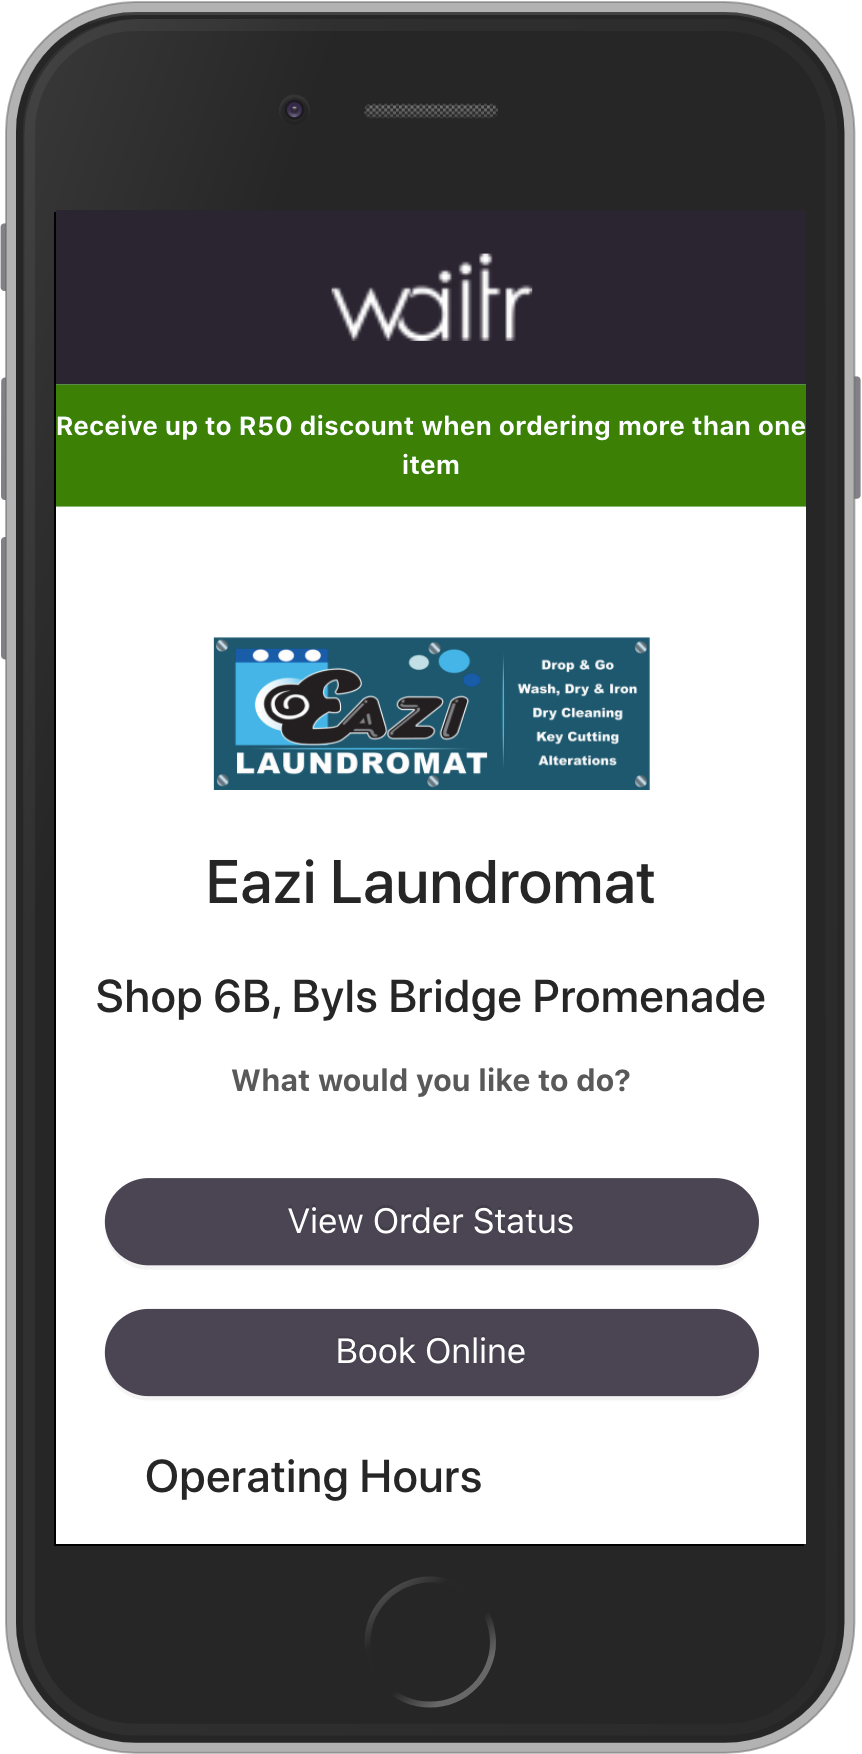 waiitr
Receive up to R50 discount when ordering more than one
item
EAZI
LAUNDROMAT
Drop & Go
Wash, Dry & Iron
Dry Cleaning
Key Cutting
Alterations
Eazi Laundromat
Shop 6B, Byls Bridge Promenade
What would you like to do?
View Order Status
Book Online
Operating Hours